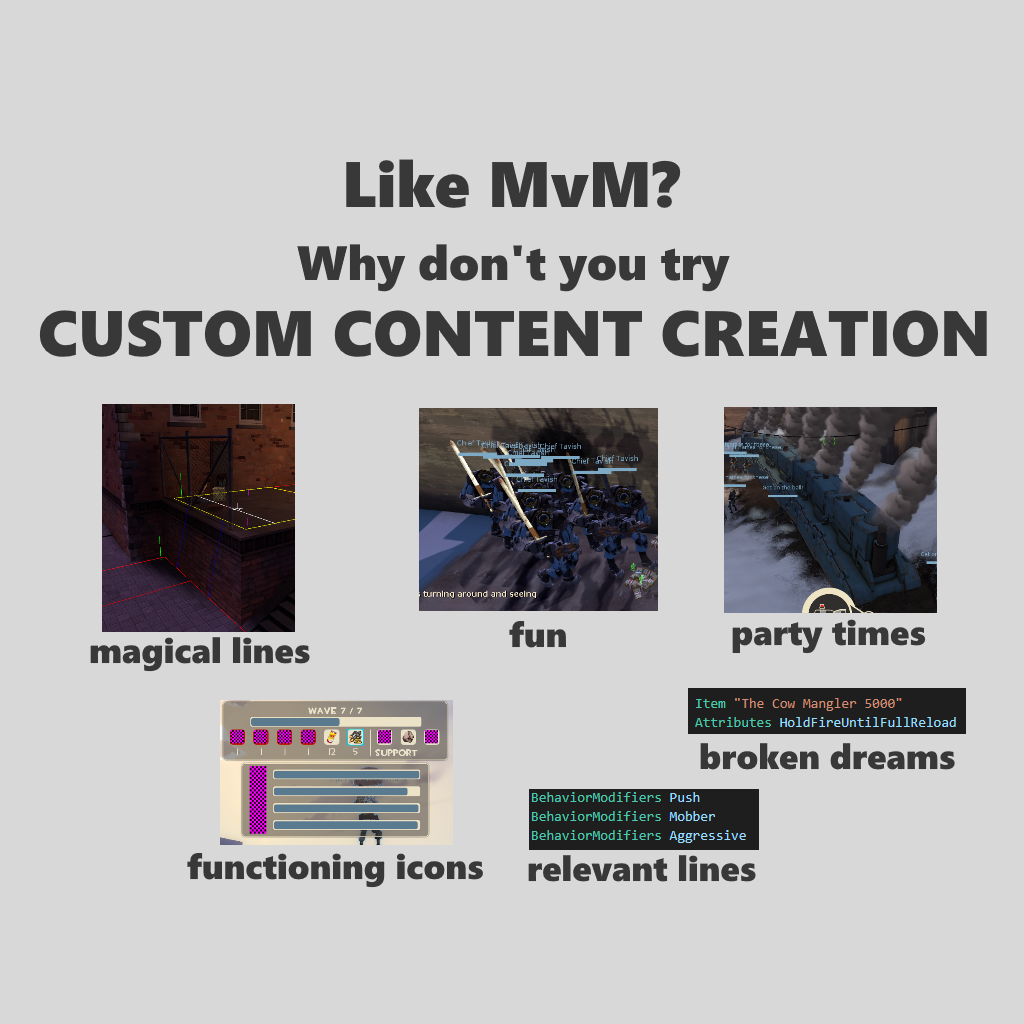 Like MvM?
Why don't you try
CUSTOM CONTENT CREATION
Chief Tavish
Chief Tavish
Chief Tavish
Chief Tavish
Chief Tavish
turning around and seeing
magical lines
fun
party times
WAVE 7 / 7
1 1 1 1 12 5 SUPPORT
functioning icons
Item "The Cow Mangler 5000"
Attributes HoldFireUntilFullReload
broken dreams
BehaviorModifiers Push
BehaviorModifiers Mobber
BehaviorModifiers Aggressive
relevant lines